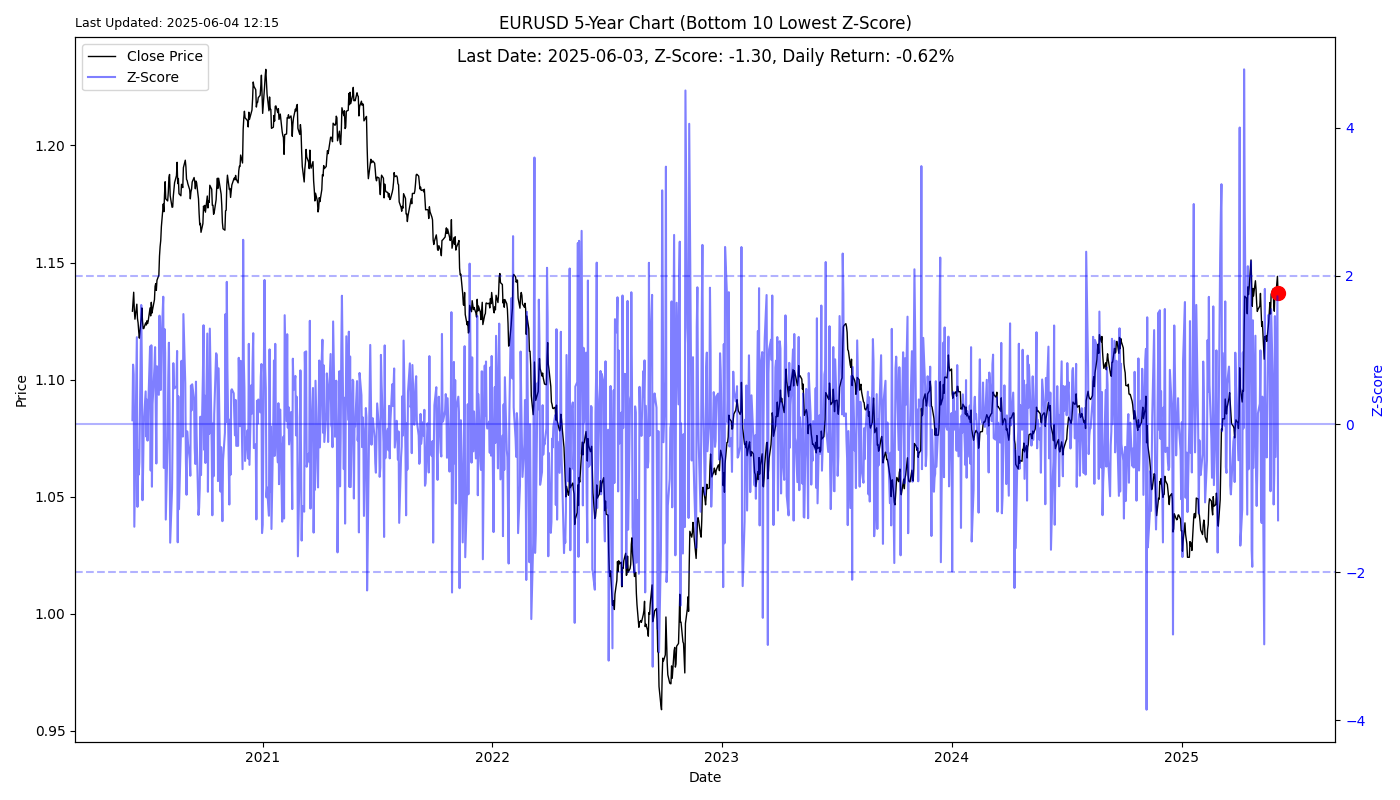 Last Updated: 2025-06-04 12:15
EURUSD 5-Year Chart (Bottom 10 Lowest Z-Score)
Last Date: 2025-06-03, Z-Score: -1.30, Daily Return: -0.62%
Close Price
Z-Score
1.20
1.15
1.10
1.05
1.00
0.95
Price
4
2
0
−2
−4
Z-Score
2021
2022
2023
2024
2025
Date